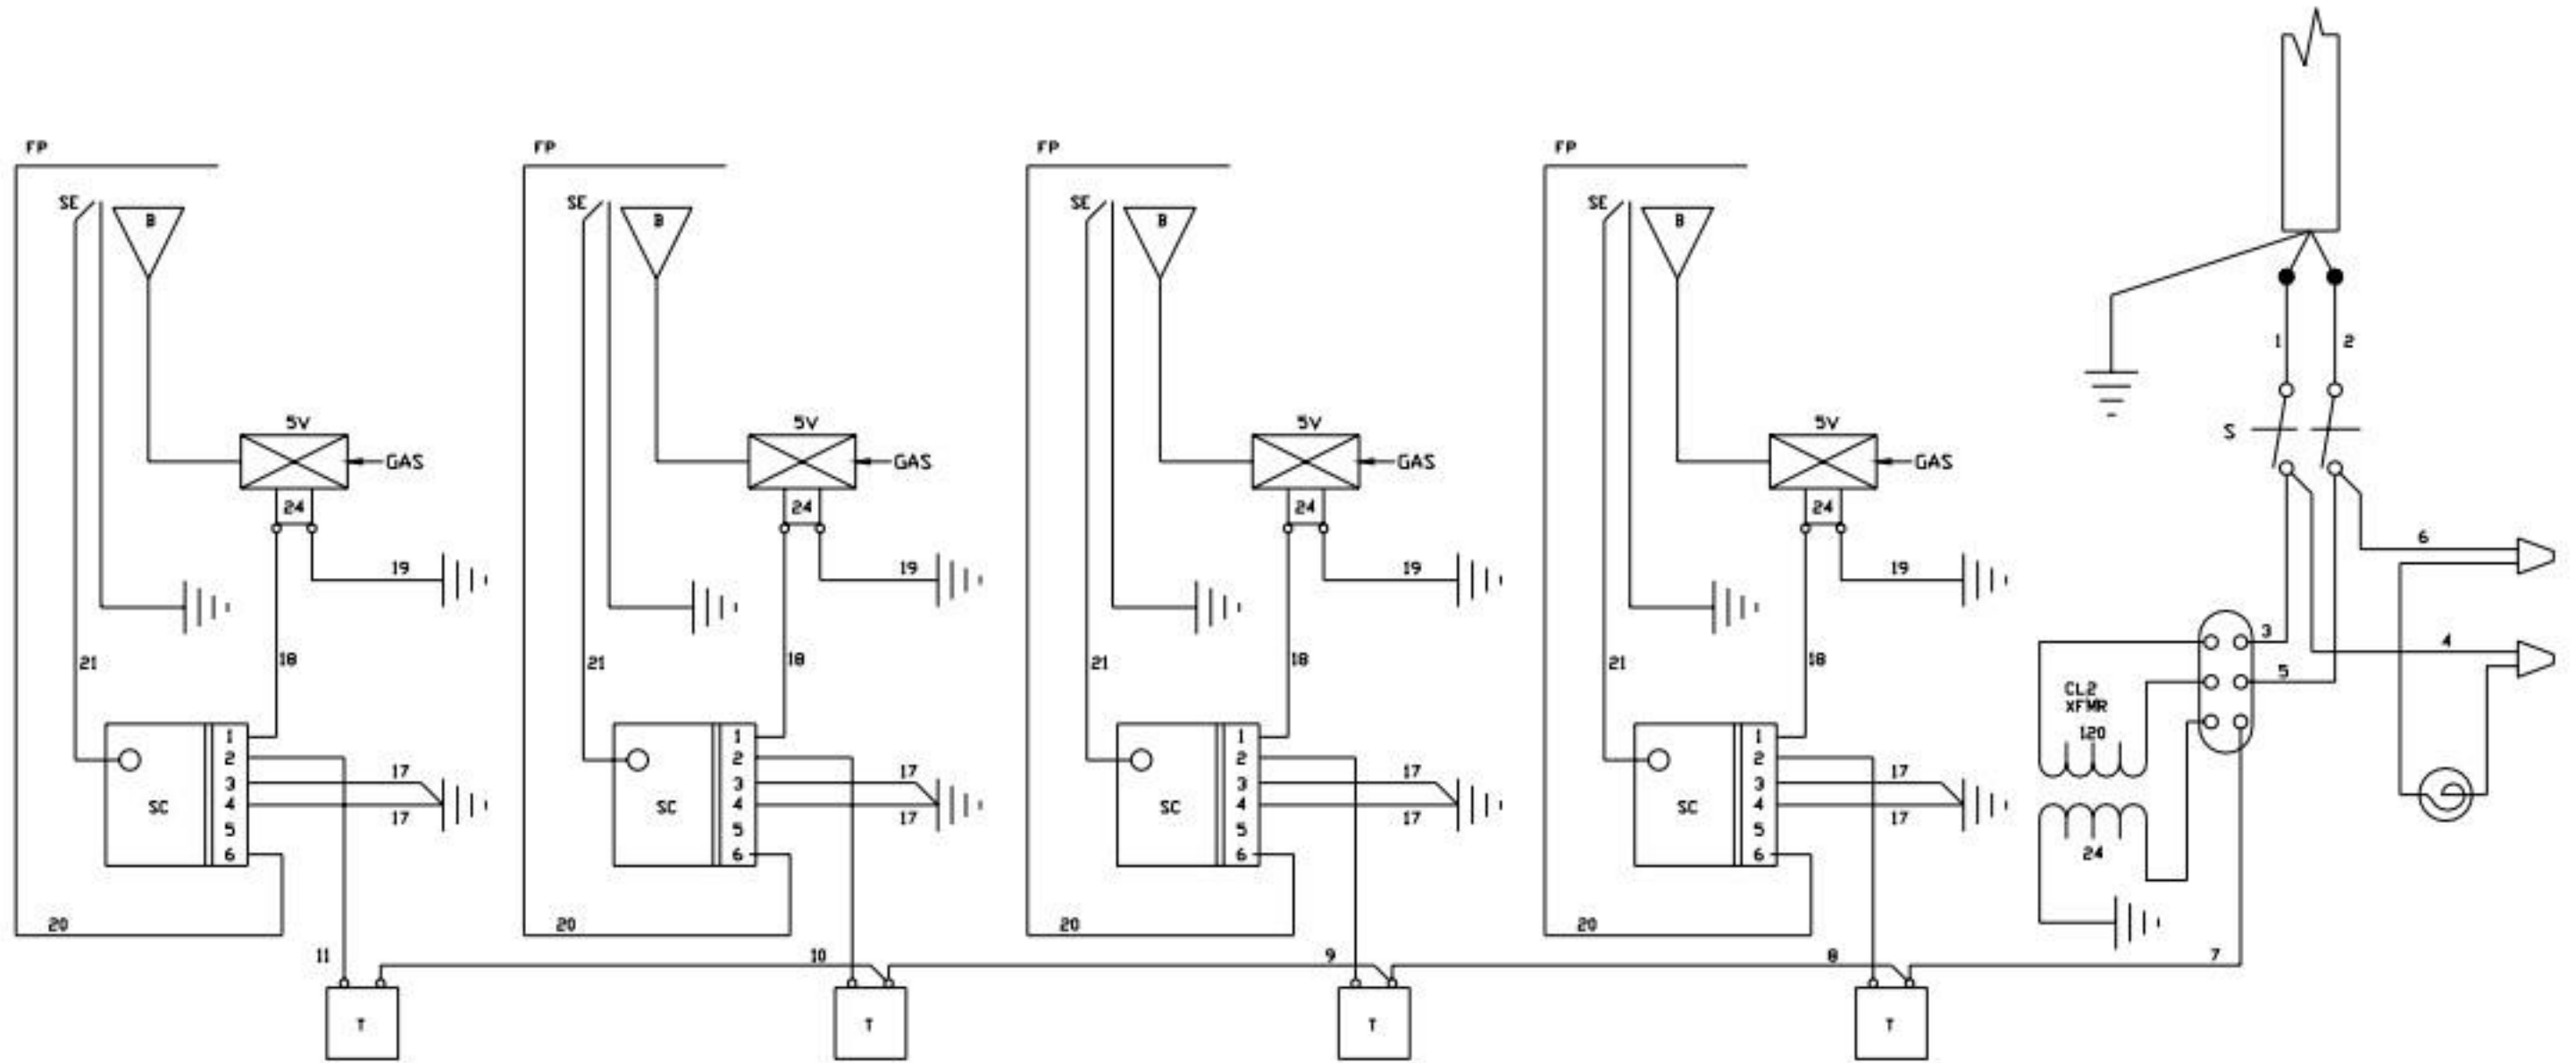 FP FP FP FP
SE B SE B SE B SE B
1 2
5V 5V 5V 5V
S
GAS GAS GAS GAS
24 24 24 24
6
19 19 19 19
3 4
21 18 21 18 21 18 21 18
5
CL2
XFMR
120
1 1 1 1
2 2 2 2
3 17 3 17 3 17 3 17
SC 4 SC 4 SC 4 SC 4
17 17 17 17
5 5 5 5
6 6 6 6
24
20 20 20 20
11 10 9 8 7
T T T T